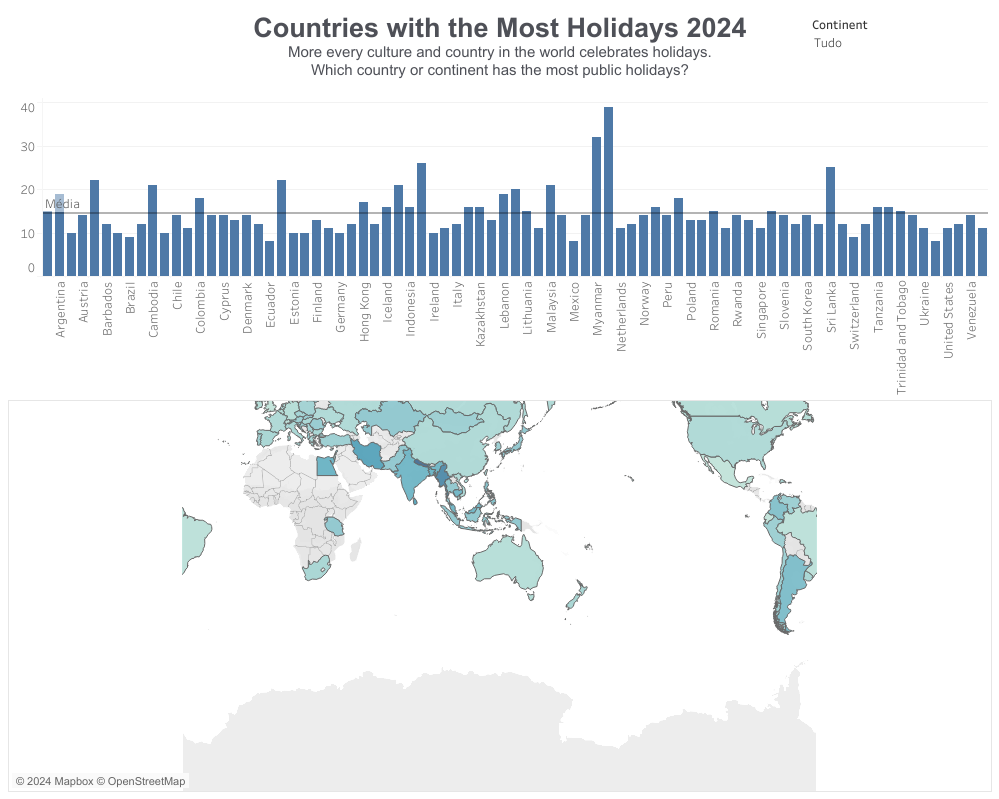 Countries with the Most Holidays 2024
More every culture and country in the world celebrates holidays.
Which country or continent has the most public holidays?
Continent
Tudo
40
30
20
10
0
Média
Argentina
Austria
Barbados
Brazil
Cambodia
Chile
Colombia
Cyprus
Denmark
Ecuador
Estonia
Finland
Germany
Hong Kong
Iceland
Indonesia
Ireland
Italy
Kazakhstan
Lebanon
Lithuania
Malaysia
Mexico
Myanmar
Netherlands
Norway
Peru
Poland
Romania
Rwanda
Singapore
Slovenia
South Korea
Sri Lanka
Switzerland
Tanzania
Trinidad and Tobago
Ukraine
United States
Venezuela
© 2024 Mapbox © OpenStreetMap